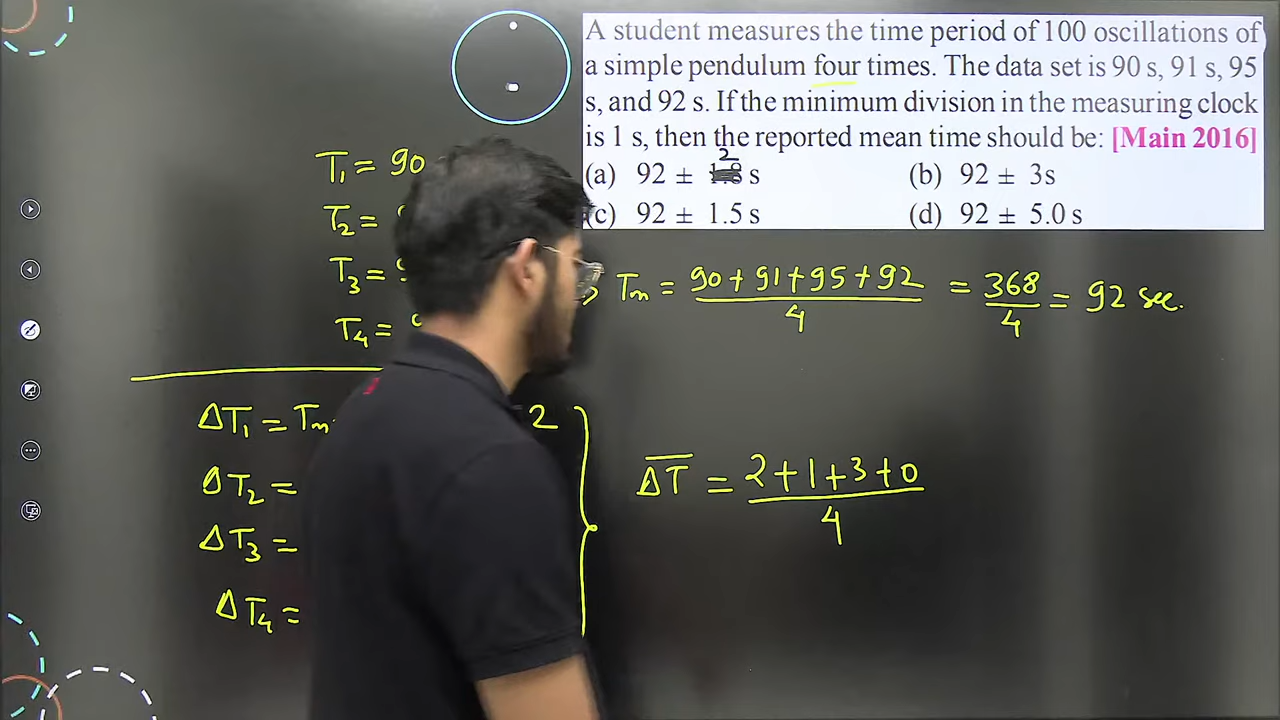 A student measures the time period of 100 oscillations of
a simple pendulum four times. The data set is 90 s, 91 s, 95
s, and 92 s. If the minimum division in the measuring clock
is 1 s, then the reported mean time should be: [Main 2016]
(a) 92 ± 2 s (b) 92 ± 3s
(c) 92 ± 1.5 s (d) 92 ± 5.0 s
T₁ = 90
T₂ =
T₃ =
T₄ =
Tₘ = (90 + 91 + 95 + 92)/4 = 368/4 = 92 sec.
ΔT₁ = Tₘ 2
ΔT₂ =
ΔT₃ =
ΔT₄ =
Δ̅T̅ = (2 + 1 + 3 + 0)/4